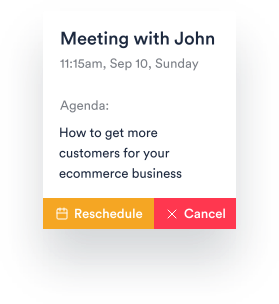 Meeting with John
11:15am, Sep 10, Sunday
Agenda:
How to get more
customers for your
ecommerce business
Reschedule
Cancel